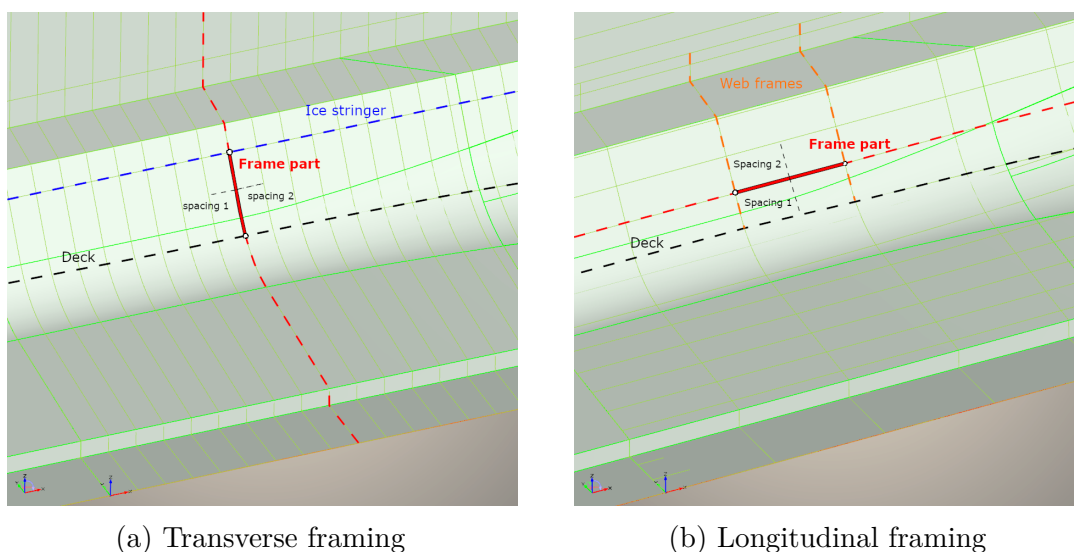 Ice stringer
Frame part
spacing 1
spacing 2
Deck
Web frames
Frame part
Spacing 2
Spacing 1
Deck
(a) Transverse framing
(b) Longitudinal framing